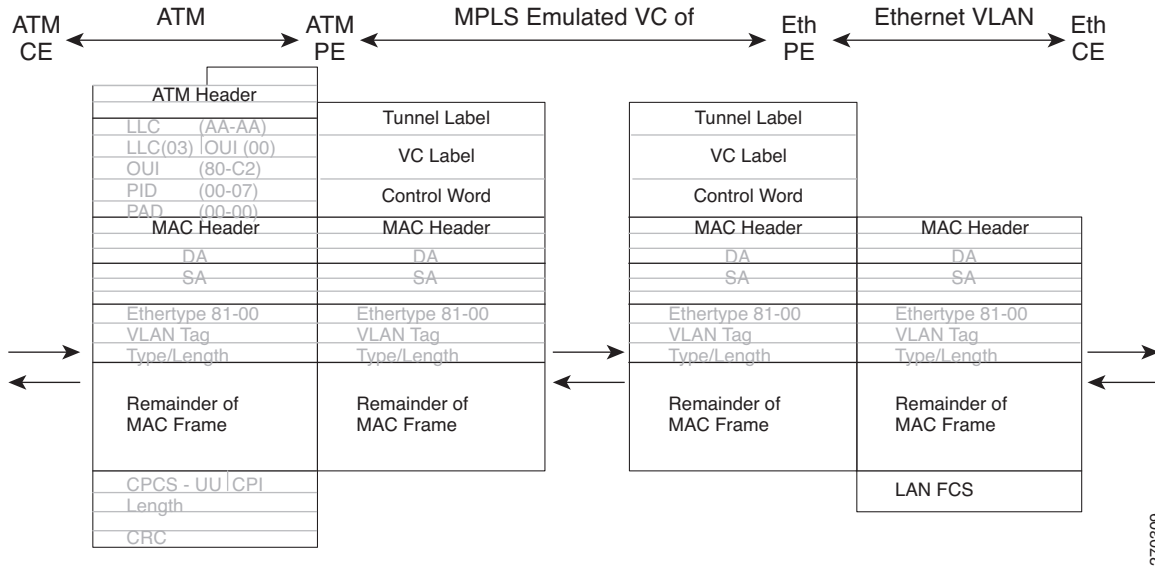 ATM CE
ATM
ATM PE
MPLS Emulated VC of
Eth PE
Ethernet VLAN
Eth CE
ATM Header
LLC (AA-AA)
LLC(03) OUI (00)
OUI (80-C2)
PID (00-07)
PAD (00-00)
MAC Header
DA
SA
Ethertype 81-00
VLAN Tag
Type/Length
Remainder of
MAC Frame
CPCS - UU CPI
Length
CRC
Tunnel Label
VC Label
Control Word
MAC Header
DA
SA
Ethertype 81-00
VLAN Tag
Type/Length
Remainder of
MAC Frame
Tunnel Label
VC Label
Control Word
MAC Header
DA
SA
Ethertype 81-00
VLAN Tag
Type/Length
Remainder of
MAC Frame
MAC Header
DA
SA
Ethertype 81-00
VLAN Tag
Type/Length
Remainder of
MAC Frame
LAN FCS